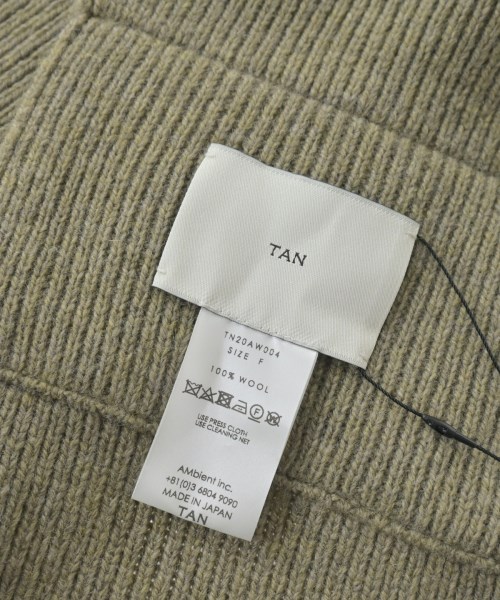 TAN
TN20AW004
SIZE F
100% WOOL
USE PRESS CLOTH
USE CLEANING NET
AMbient inc.
+81(0)3 6804 9090
MADE IN JAPAN
TAN